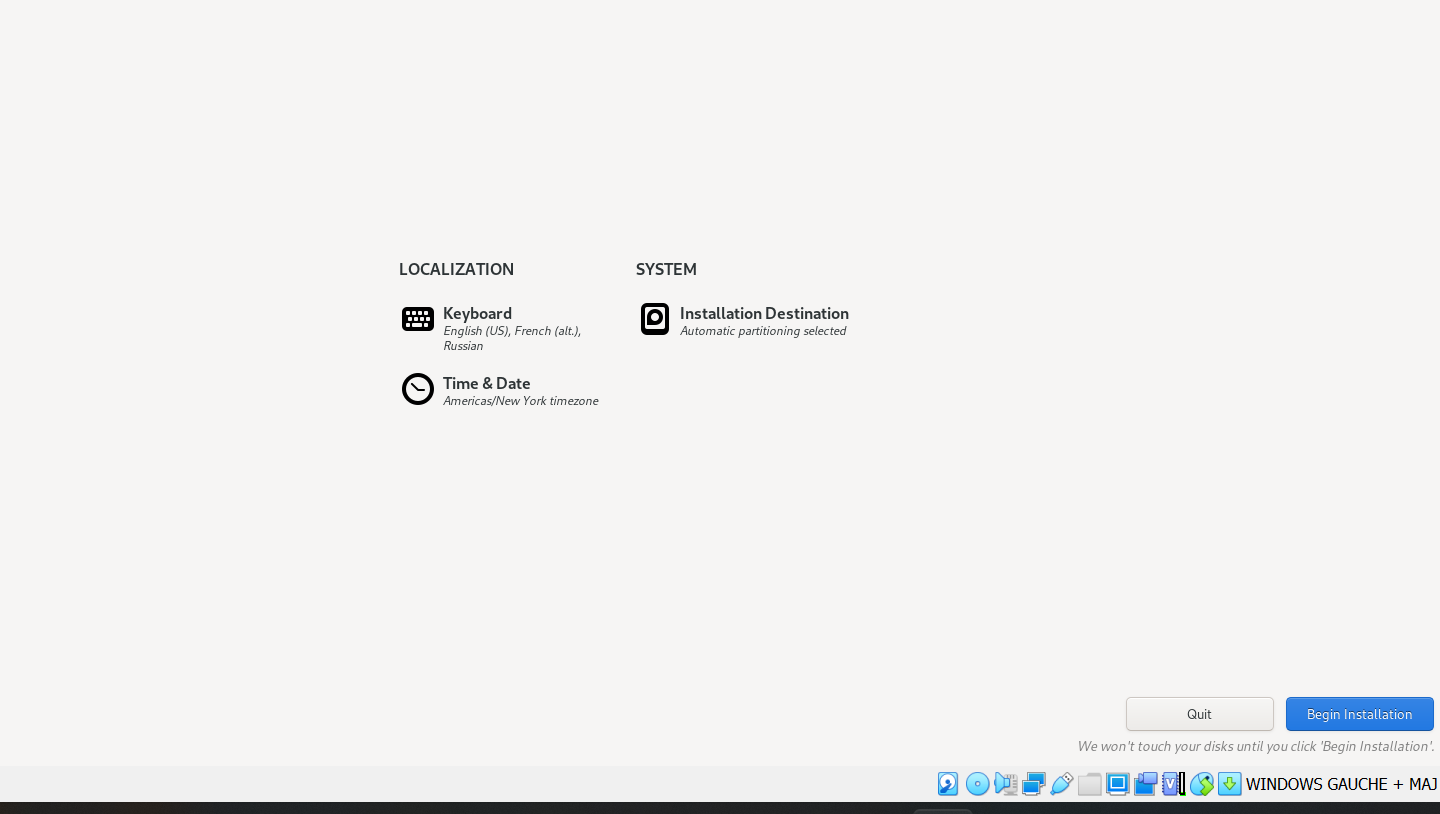 LOCALIZATION
Keyboard
English (US), French (alt.),
Russian
Time & Date
Americas/New York timezone
SYSTEM
Installation Destination
Automatic partitioning selected
Quit
Begin Installation
We won't touch your disks until you click 'Begin Installation'.
WINDOWS GAUCHE + MAJ